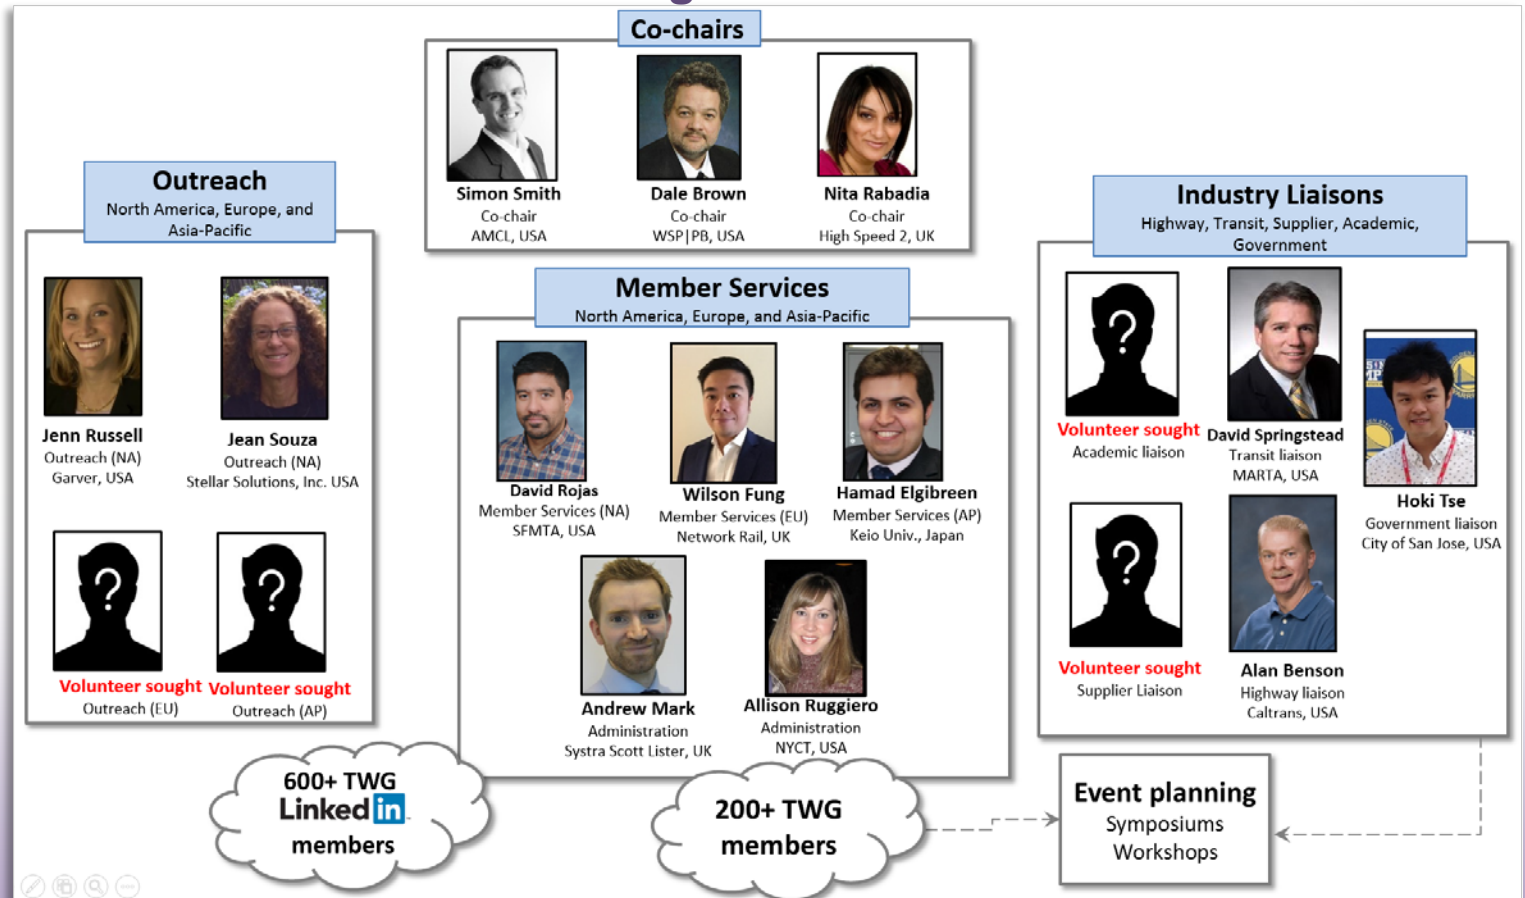 Co-chairs
Simon Smith
Co-chair
AMCL, USA
Dale Brown
Co-chair
WSP|PB, USA
Nita Rabadia
Co-chair
High Speed 2, UK
Outreach
North America, Europe, and
Asia-Pacific
Jenn Russell
Outreach (NA)
Garver, USA
Jean Souza
Outreach (NA)
Stellar Solutions, Inc. USA
?
Volunteer sought
Outreach (EU)
?
Volunteer sought
Outreach (AP)
Member Services
North America, Europe, and Asia-Pacific
David Rojas
Member Services (NA)
SFMTA, USA
Wilson Fung
Member Services (EU)
Network Rail, UK
Hamad Elgibreen
Member Services (AP)
Keio Univ., Japan
Andrew Mark
Administration
Systra Scott Lister, UK
Allison Ruggiero
Administration
NYCT, USA
Industry Liaisons
Highway, Transit, Supplier, Academic,
Government
?
Volunteer sought
Academic liaison
David Springstead
Transit liaison
MARTA, USA
Hoki Tse
Government liaison
City of San Jose, USA
?
Volunteer sought
Supplier Liaison
Alan Benson
Highway liaison
Caltrans, USA
600+ TWG
Linked in
members
200+ TWG
members
Event planning
Symposiums
Workshops